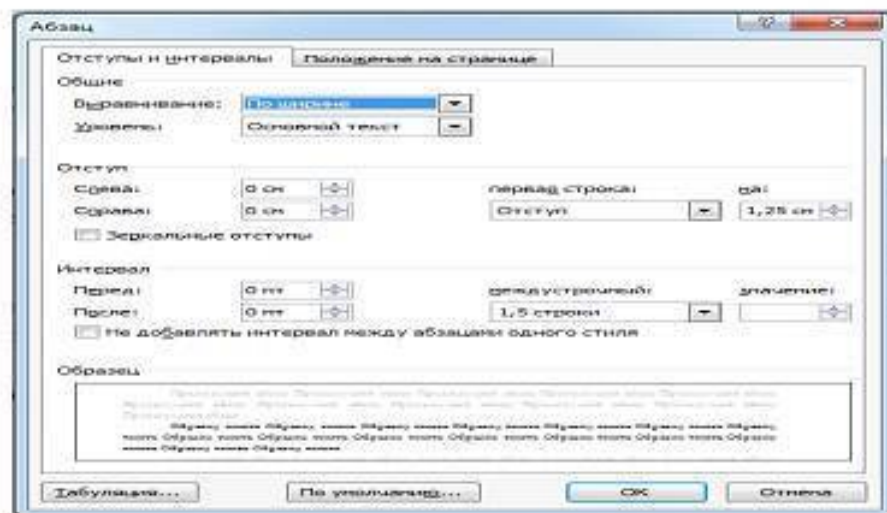 Абзац
Отступы и интервалы Положение на странице
Общие
Выравнивание: По ширине
Уровень: Основной текст
Отступ
Слева: 0 см первая строка: на:
Справа: 0 см Отступ 1,25 см
Зеркальные отступы
Интервал
Перед: 0 пт междустрочный: значение:
После: 0 пт 1,5 строки
Не добавлять интервал между абзацами одного стиля
Образец
Табуляция... По умолчанию... ОК Отмена